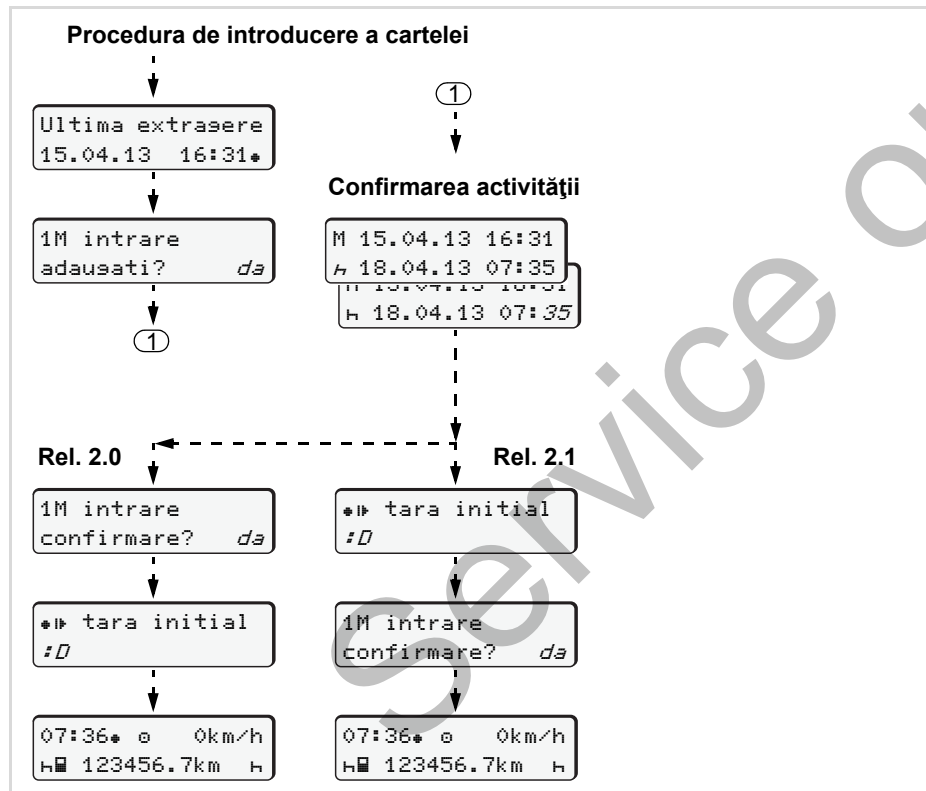 Procedura de introducere a cartelei
Ultima extragere
15.04.13 16:31
1M intrare
adaugati? da
1
1
Confirmarea activităţii
M 15.04.13 16:31
18.04.13 07:35
18.04.13 07:35
Rel. 2.0
1M intrare
confirmare? da
tara initial
:D
07:36 0km/h
123456.7km
Rel. 2.1
tara initial
:D
1M intrare
confirmare? da
07:36 0km/h
123456.7km
Service o